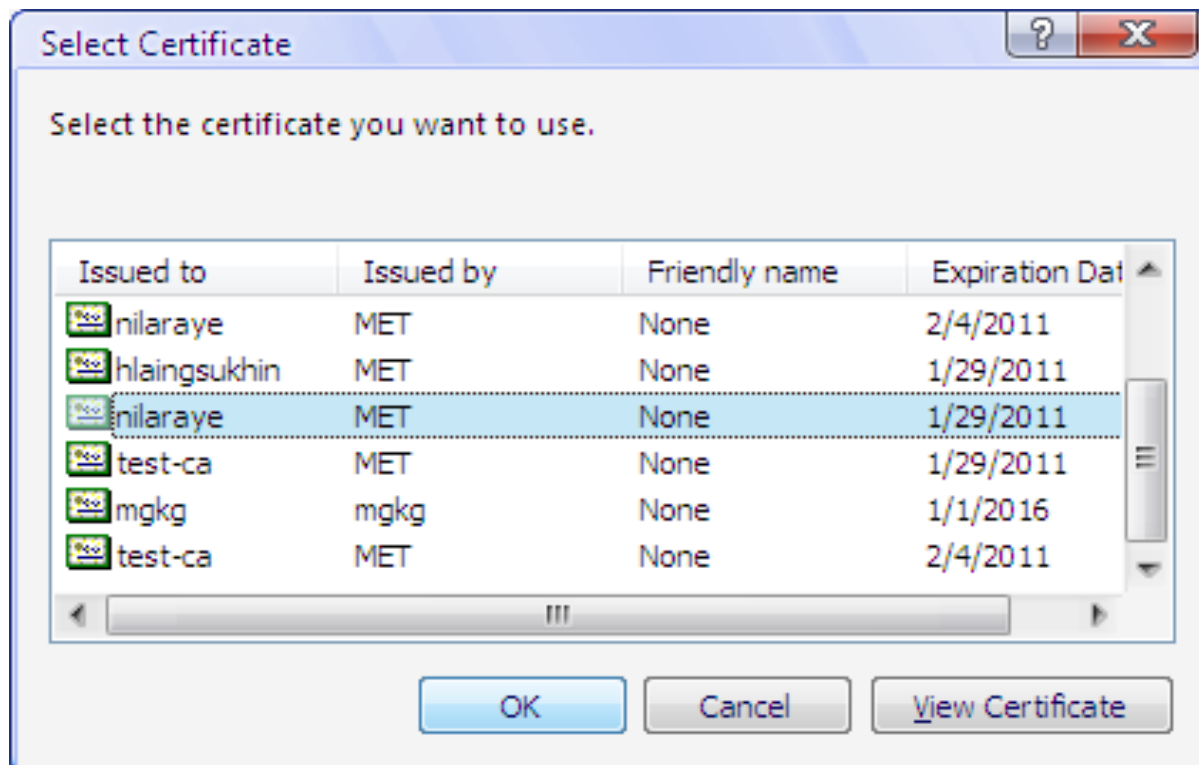 Select Certificate
Select the certificate you want to use.
Issued to Issued by Friendly name Expiration Dat
nilaraye MET None 2/4/2011
hlaingsukhin MET None 1/29/2011
nilaraye MET None 1/29/2011
test-ca MET None 1/29/2011
mgkg mgkg None 1/1/2016
test-ca MET None 2/4/2011
OK Cancel View Certificate